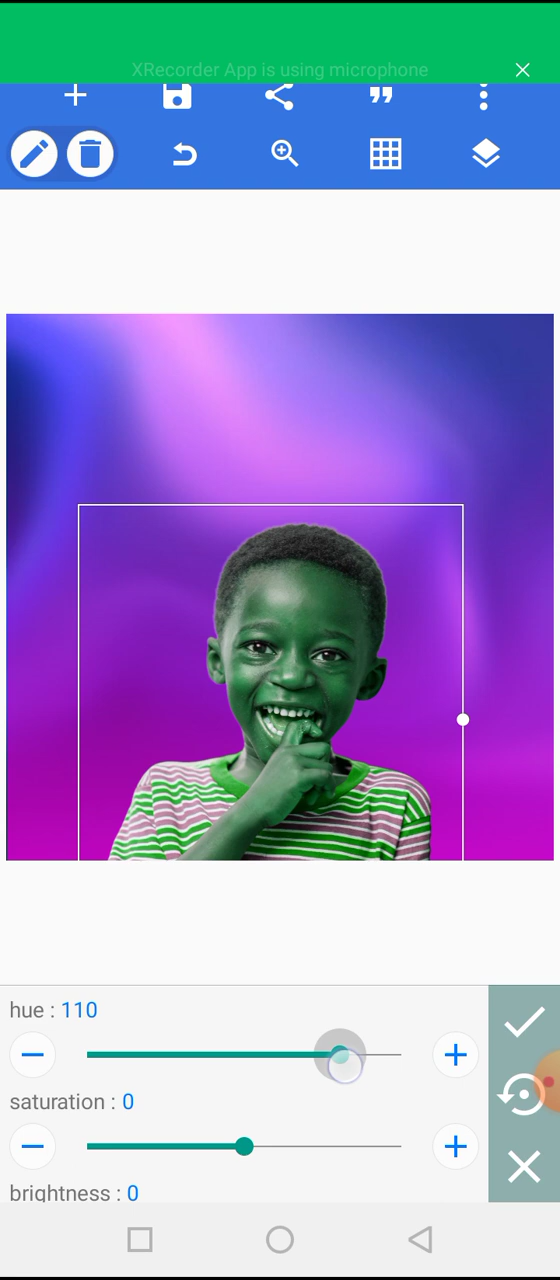 XRecorder App is using microphone
hue : 110
saturation : 0
brightness : 0